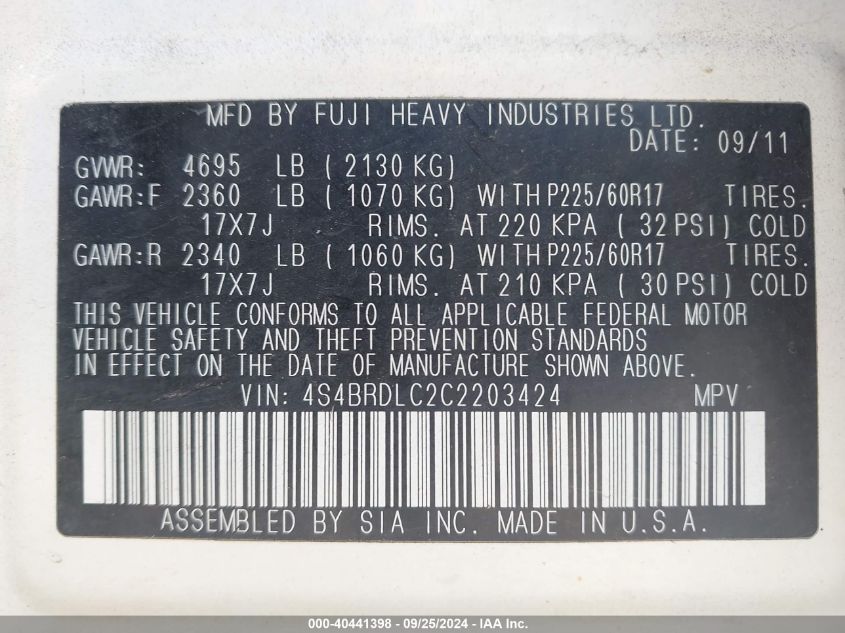 MFD BY FUJI HEAVY INDUSTRIES LTD.
DATE: 09/11
GVWR: 4695 LB ( 2130 KG)
GAWR:F 2360 LB ( 1070 KG) WITH P225/60R17 TIRES.
17X7J RIMS. AT 220 KPA ( 32 PSI) COLD
GAWR:R 2340 LB ( 1060 KG) WITH P225/60R17 TIRES.
17X7J RIMS. AT 210 KPA ( 30 PSI) COLD
THIS VEHICLE CONFORMS TO ALL APPLICABLE FEDERAL MOTOR
VEHICLE SAFETY AND THEFT PREVENTION STANDARDS
IN EFFECT ON THE DATE OF MANUFACTURE SHOWN ABOVE.
VIN: 4S4BRDLC2C2203424 MPV
ASSEMBLED BY SIA INC. MADE IN U.S.A.
000-40441398 - 09/25/2024 - IAA Inc.